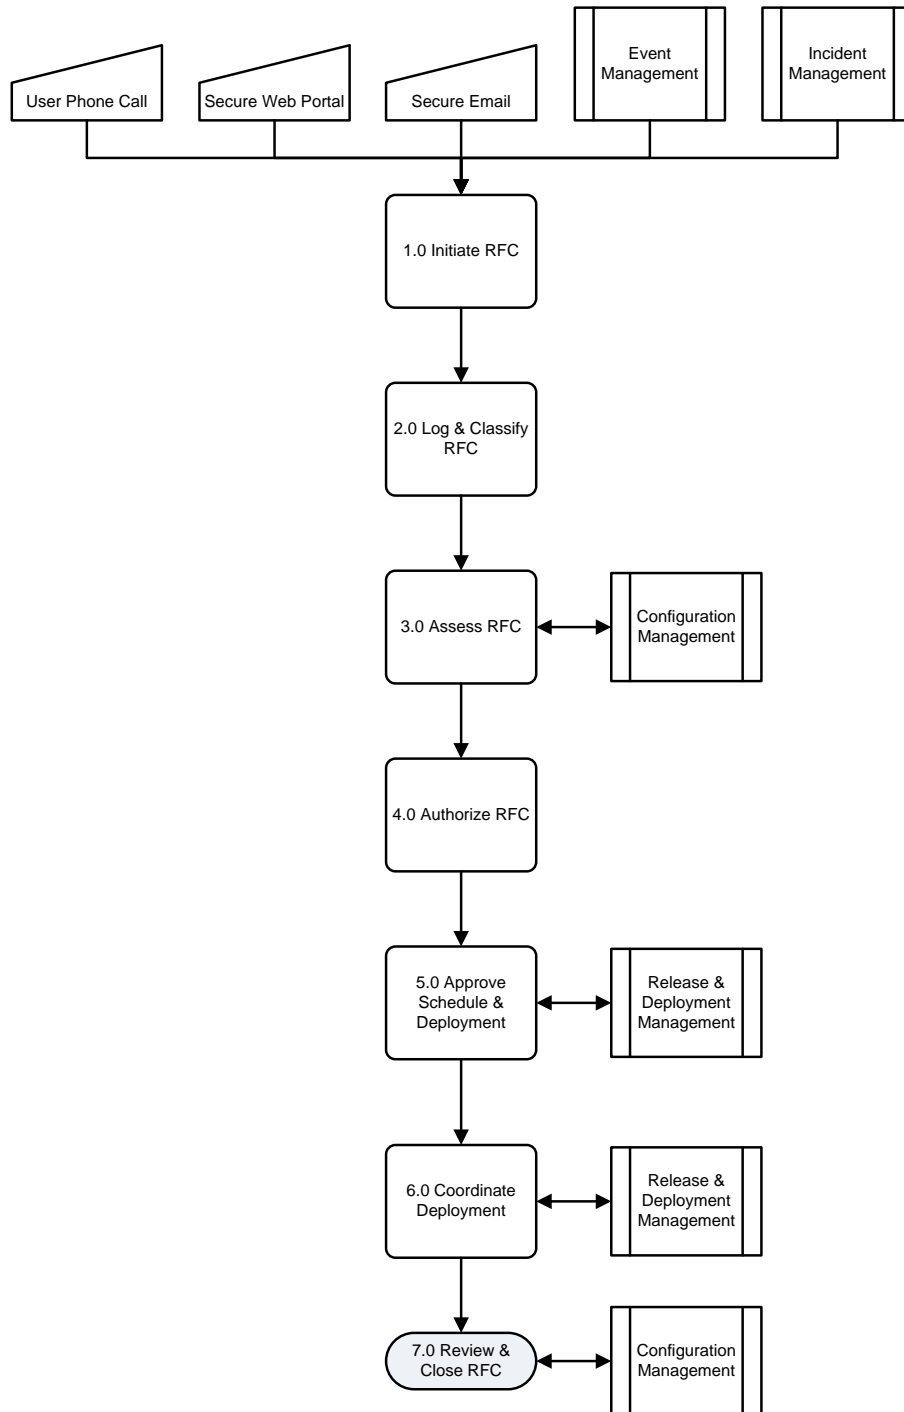 User Phone Call
Secure Web Portal
Secure Email
Event
Management
Incident
Management
1.0 Initiate RFC
2.0 Log & Classify
RFC
3.0 Assess RFC
Configuration
Management
4.0 Authorize RFC
5.0 Approve
Schedule &
Deployment
Release &
Deployment
Management
6.0 Coordinate
Deployment
Release &
Deployment
Management
7.0 Review &
Close RFC
Configuration
Management